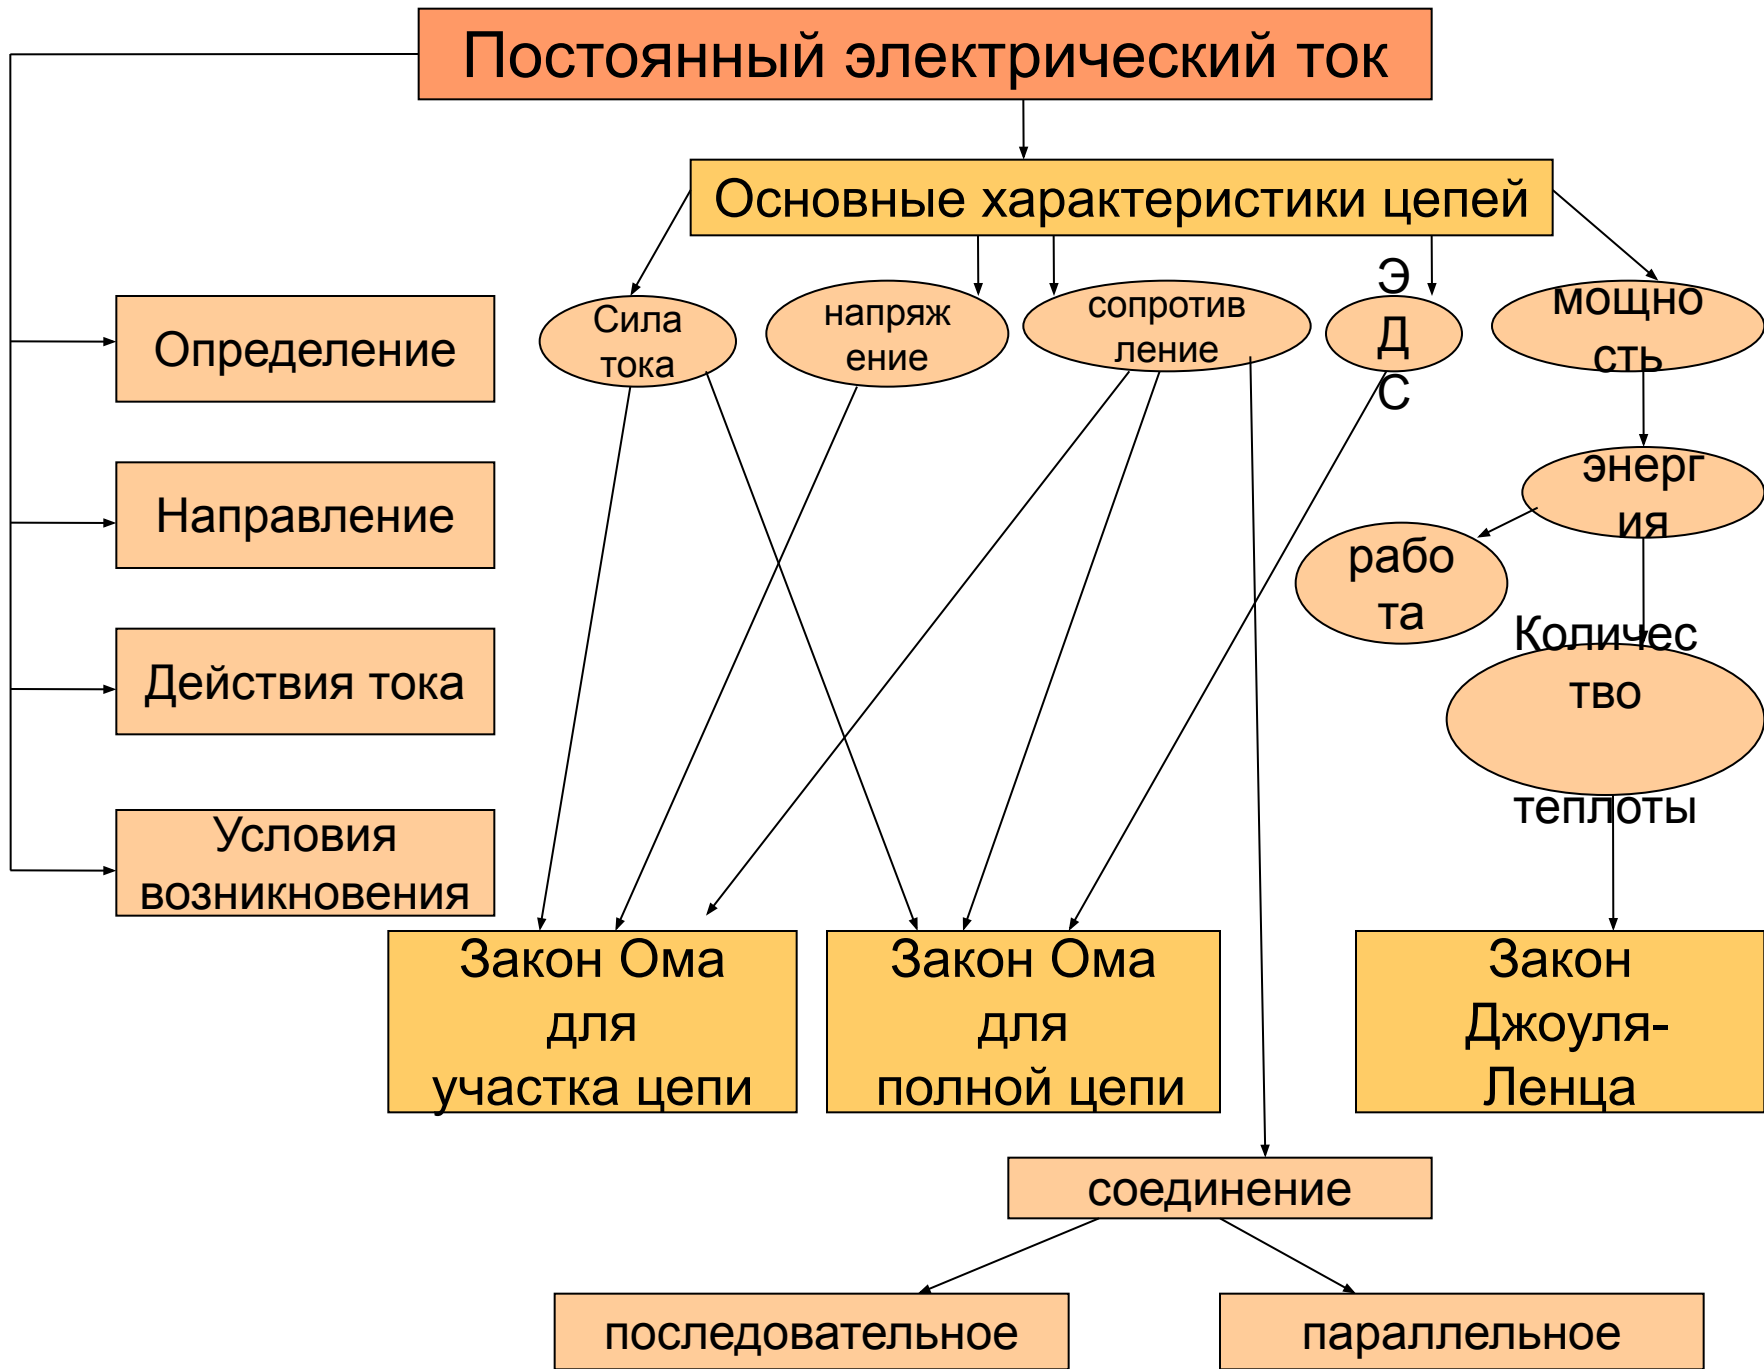 Постоянный электрический ток
Основные характеристики цепей
Определение
Направление
Действия тока
Условия
возникновения
Сила
тока
напряж
ение
сопротив
ление
Э
Д
С
мощно
сть
энерг
ия
рабо
та
Количес
тво
теплоты
Закон Ома
для
участка цепи
Закон Ома
для
полной цепи
Закон
Джоуля-
Ленца
соединение
последовательное
параллельное